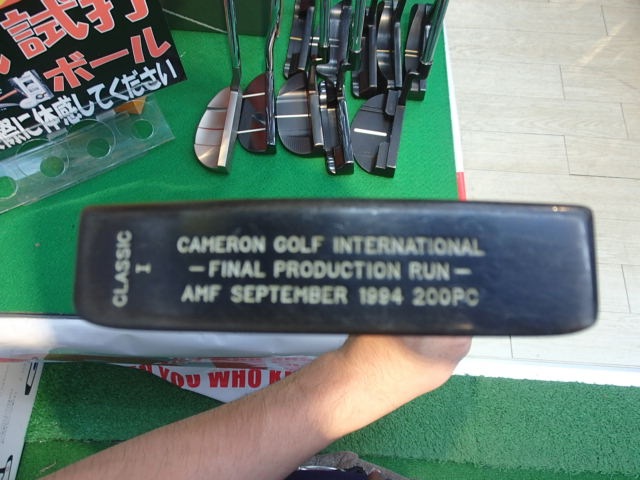 試打
ボール
に体感してください
CLASSIC
I
CAMERON GOLF INTERNATIONAL
- FINAL PRODUCTION RUN -
AMF SEPTEMBER 1994 200PC
YOU WHO